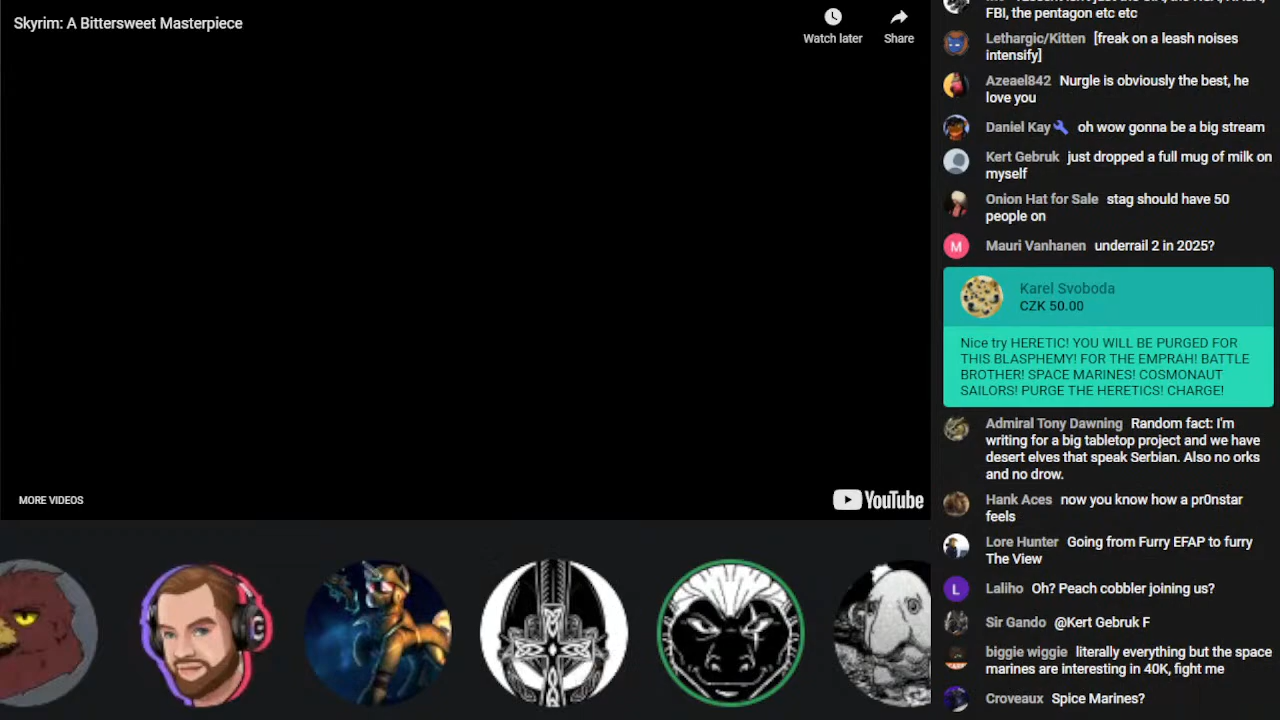 Skyrim: A Bittersweet Masterpiece
Watch later
Share
MORE VIDEOS
YouTube
FBI, the pentagon etc etc
Lethargic/Kitten [freak on a leash noises
intensify]
Azeael842 Nurgle is obviously the best, he
love you
Daniel Kay oh wow gonna be a big stream
Kert Gebruk just dropped a full mug of milk on
myself
Onion Hat for Sale stag should have 50
people on
M Mauri Vanhanen underrail 2 in 2025?
Karel Svoboda
CZK 50.00
Nice try HERETIC! YOU WILL BE PURGED FOR
THIS BLASPHEMY! FOR THE EMPRAH! BATTLE
BROTHER! SPACE MARINES! COSMONAUT
SAILORS! PURGE THE HERETICS! CHARGE!
Admiral Tony Dawning Random fact: I'm
writing for a big tabletop project and we have
desert elves that speak Serbian. Also no orks
and no drow.
Hank Aces now you know how a pr0nstar
feels
Lore Hunter Going from Furry EFAP to furry
The View
L Laliho Oh? Peach cobbler joining us?
Sir Gando @Kert Gebruk F
biggie wiggie literally everything but the space
marines are interesting in 40K, fight me
Croveaux Spice Marines?